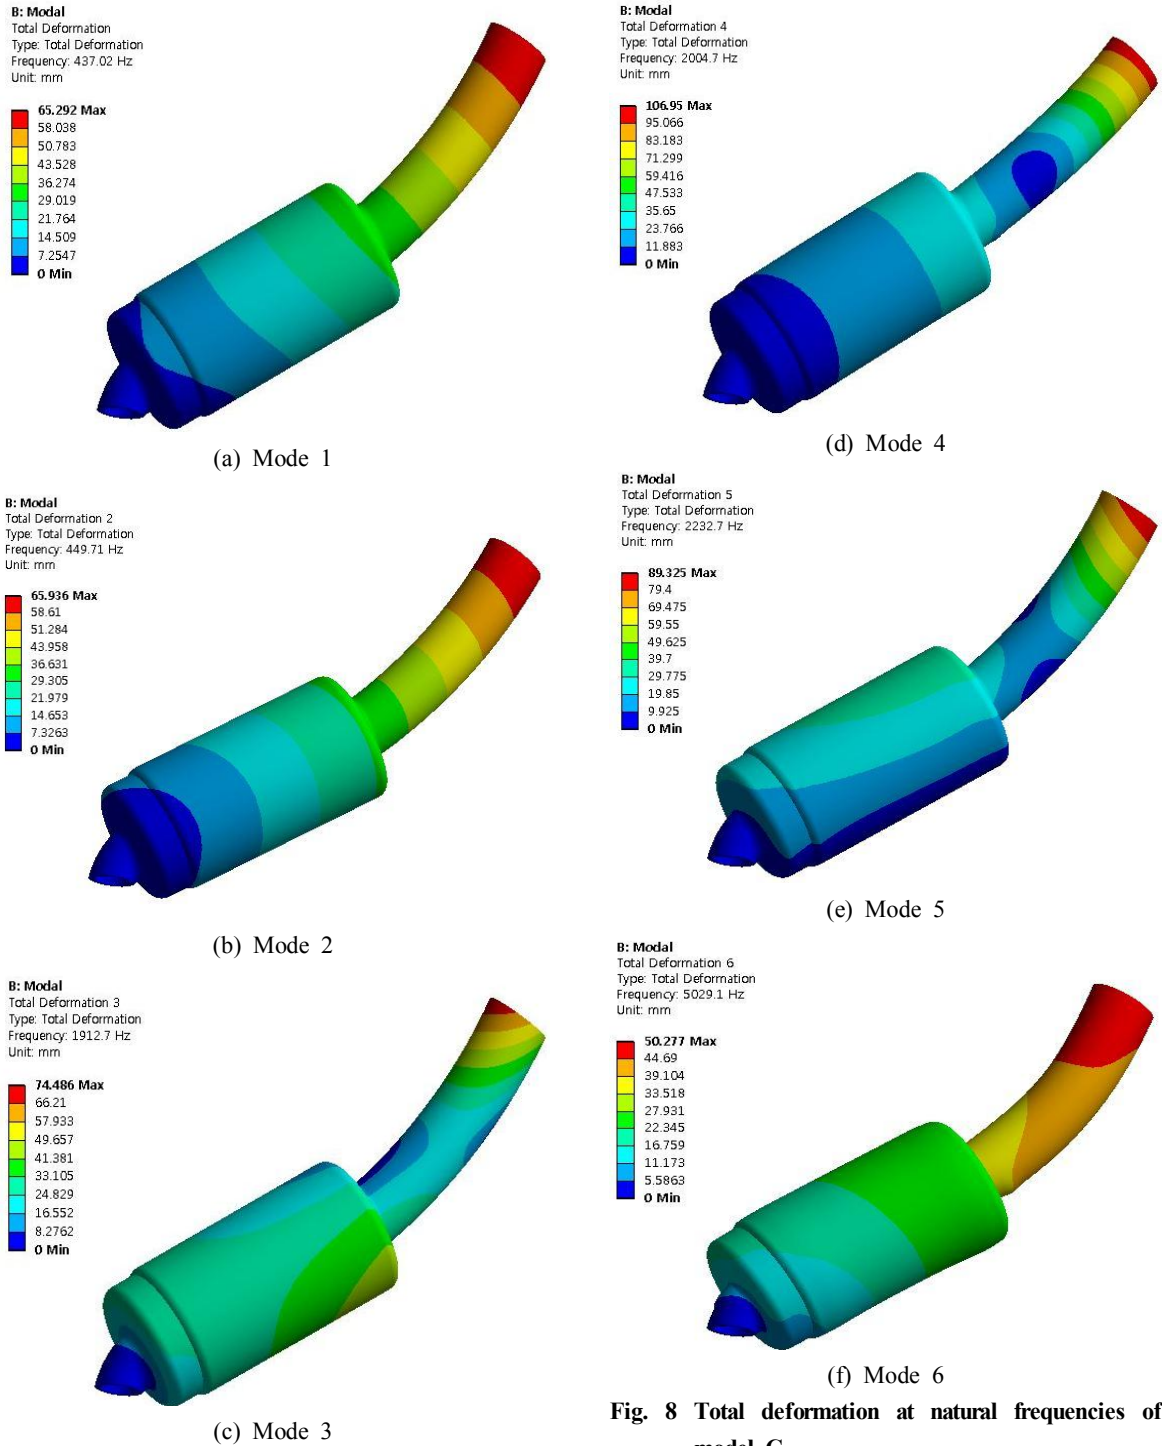 B: Modal
Total Deformation
Type: Total Deformation
Frequency: 437.02 Hz
Unit: mm
65.292 Max
58.038
50.783
43.528
36.274
29.019
21.764
14.509
7.2547
0 Min
(a) Mode 1
B: Modal
Total Deformation 2
Type: Total Deformation
Frequency: 449.71 Hz
Unit: mm
65.936 Max
58.61
51.284
43.958
36.631
29.305
21.979
14.653
7.3263
0 Min
(b) Mode 2
B: Modal
Total Deformation 3
Type: Total Deformation
Frequency: 1912.7 Hz
Unit: mm
74.486 Max
66.21
57.933
49.657
41.381
33.105
24.829
16.552
8.2762
0 Min
(c) Mode 3
B: Modal
Total Deformation 4
Type: Total Deformation
Frequency: 2004.7 Hz
Unit: mm
106.95 Max
95.066
83.183
71.299
59.416
47.533
35.65
23.766
11.883
0 Min
(d) Mode 4
B: Modal
Total Deformation 5
Type: Total Deformation
Frequency: 2232.7 Hz
Unit: mm
89.325 Max
79.4
69.475
59.55
49.625
39.7
29.775
19.85
9.925
0 Min
(e) Mode 5
B: Modal
Total Deformation 6
Type: Total Deformation
Frequency: 5029.1 Hz
Unit: mm
50.277 Max
44.69
39.104
33.518
27.931
22.345
16.759
11.173
5.5863
0 Min
(f) Mode 6
Fig. 8 Total deformation at natural frequencies of